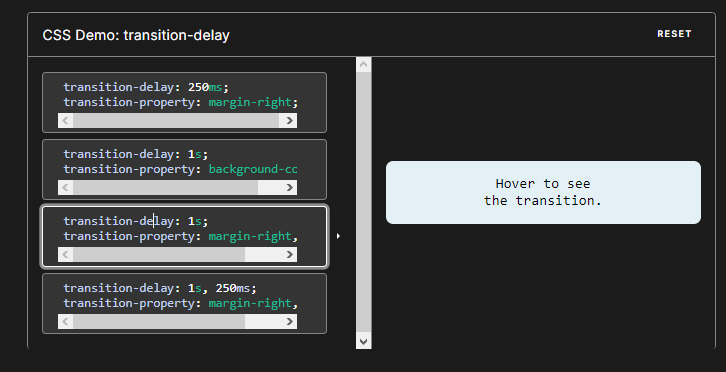 CSS Demo: transition-delay
RESET
transition-delay: 250ms;
transition-property: margin-right;
transition-delay: 1s;
transition-property: background-co
transition-delay: 1s;
transition-property: margin-right,
transition-delay: 1s, 250ms;
transition-property: margin-right,
Hover to see
the transition.